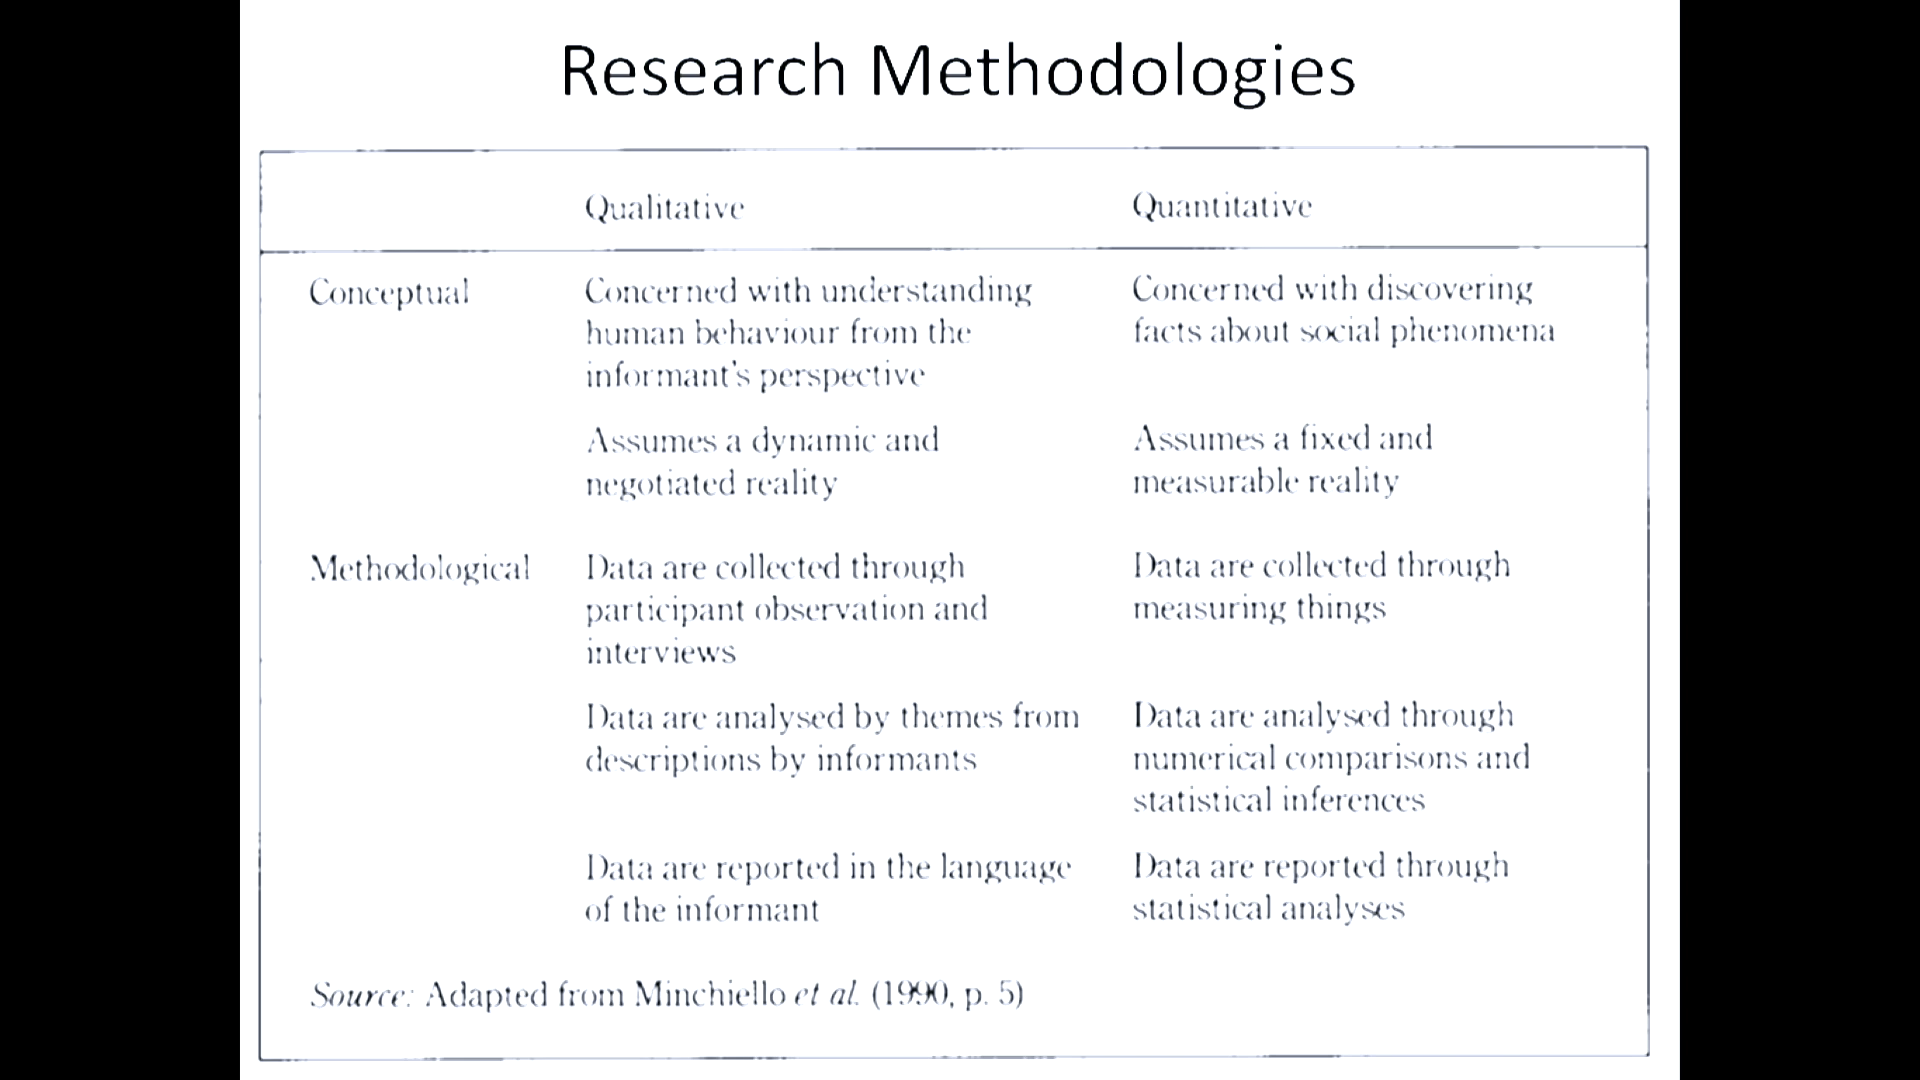 Research Methodologies
Qualitative Quantitative
Conceptual Concerned with understanding Concerned with discovering
human behaviour from the facts about social phenomena
informant's perspective
Assumes a dynamic and Assumes a fixed and
negotiated reality measurable reality
Methodological Data are collected through Data are collected through
participant observation and measuring things
interviews
Data are analysed by themes from Data are analysed through
descriptions by informants numerical comparisons and
statistical inferences
Data are reported in the language Data are reported through
of the informant statistical analyses
Source: Adapted from Minchiello et al. (1990, p. 5)